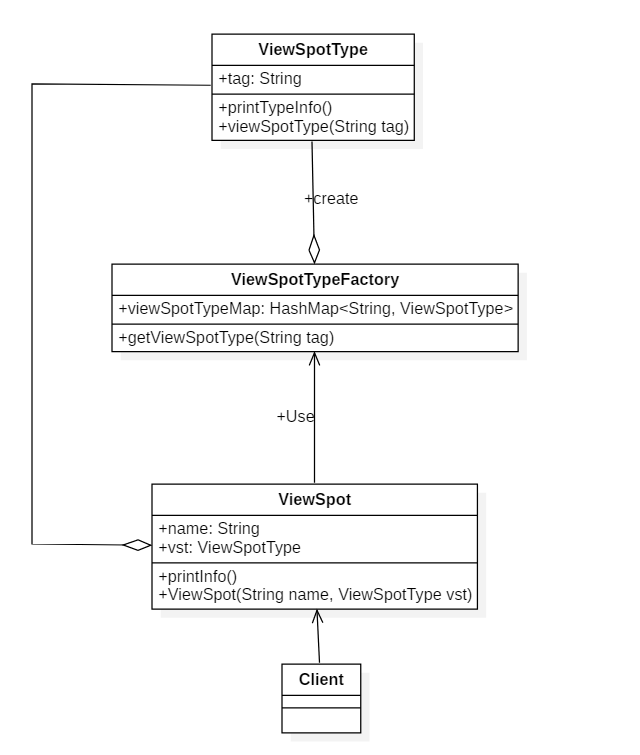 ViewSpotType
+tag: String
+printTypeInfo()
+viewSpotType(String tag)
+create
ViewSpotTypeFactory
+viewSpotTypeMap: HashMap<String, ViewSpotType>
+getViewSpotType(String tag)
+Use
ViewSpot
+name: String
+vst: ViewSpotType
+printInfo()
+ViewSpot(String name, ViewSpotType vst)
Client